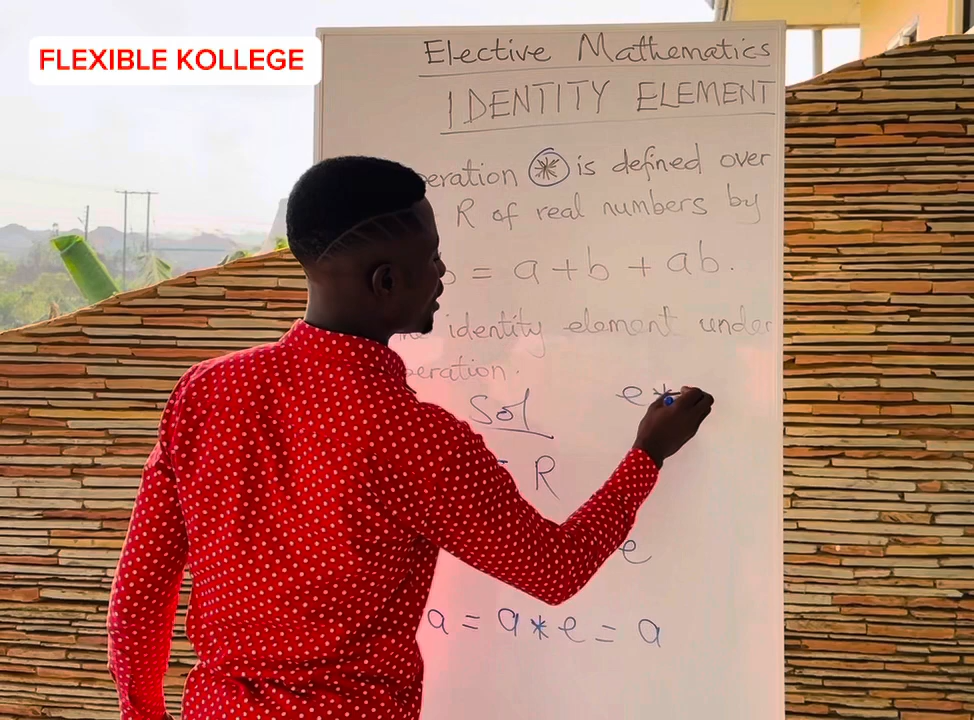 FLEXIBLE KOLLEGE
Elective Mathematics
IDENTITY ELEMENT
peration * is defined over
R of real numbers by
b = a + b + ab.
identity element under
peration.
Sol
e *
R
e
a = a * e = a